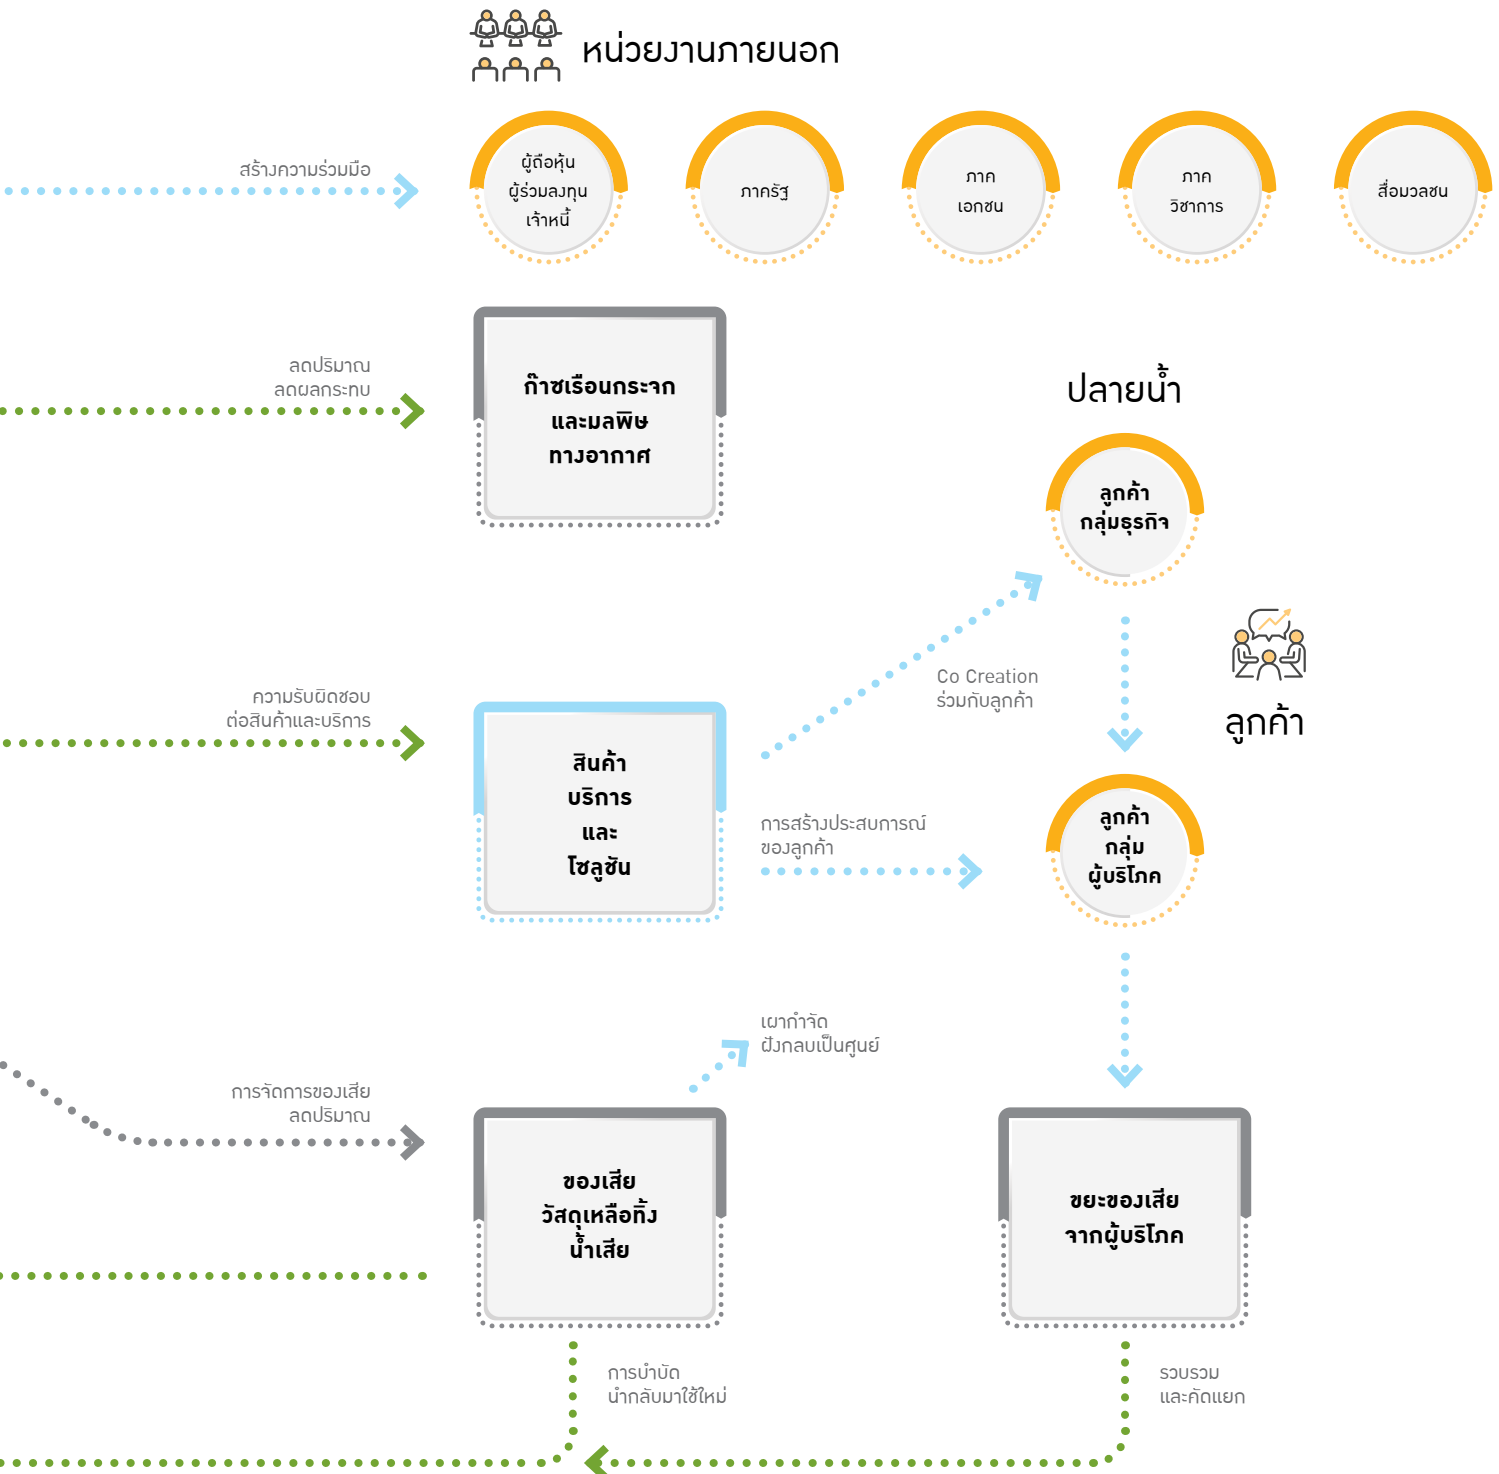 หน่วยงานภายนอก
สร้างความร่วมมือ
ผู้ถือหุ้น
ผู้ร่วมลงทุน
เจ้าหนี้
ภาครัฐ
ภาค
เอกชน
ภาค
วิชาการ
สื่อมวลชน
ลดปริมาณ
ลดผลกระทบ
ก๊าซเรือนกระจก
และมลพิษ
ทางอากาศ
ปลายน้ำ
ลูกค้า
กลุ่มธุรกิจ
Co Creation
ร่วมกับลูกค้า
ลูกค้า
ความรับผิดชอบ
ต่อสินค้าและบริการ
สินค้า
บริการ
และ
โซลูชัน
การสร้างประสบการณ์
ของลูกค้า
ลูกค้า
กลุ่ม
ผู้บริโภค
เผากำจัด
ฝังกลบเป็นศูนย์
การจัดการของเสีย
ลดปริมาณ
ของเสีย
วัสดุเหลือทิ้ง
น้ำเสีย
ขยะของเสีย
จากผู้บริโภค
การบำบัด
นำกลับมาใช้ใหม่
รวบรวม
และคัดแยก